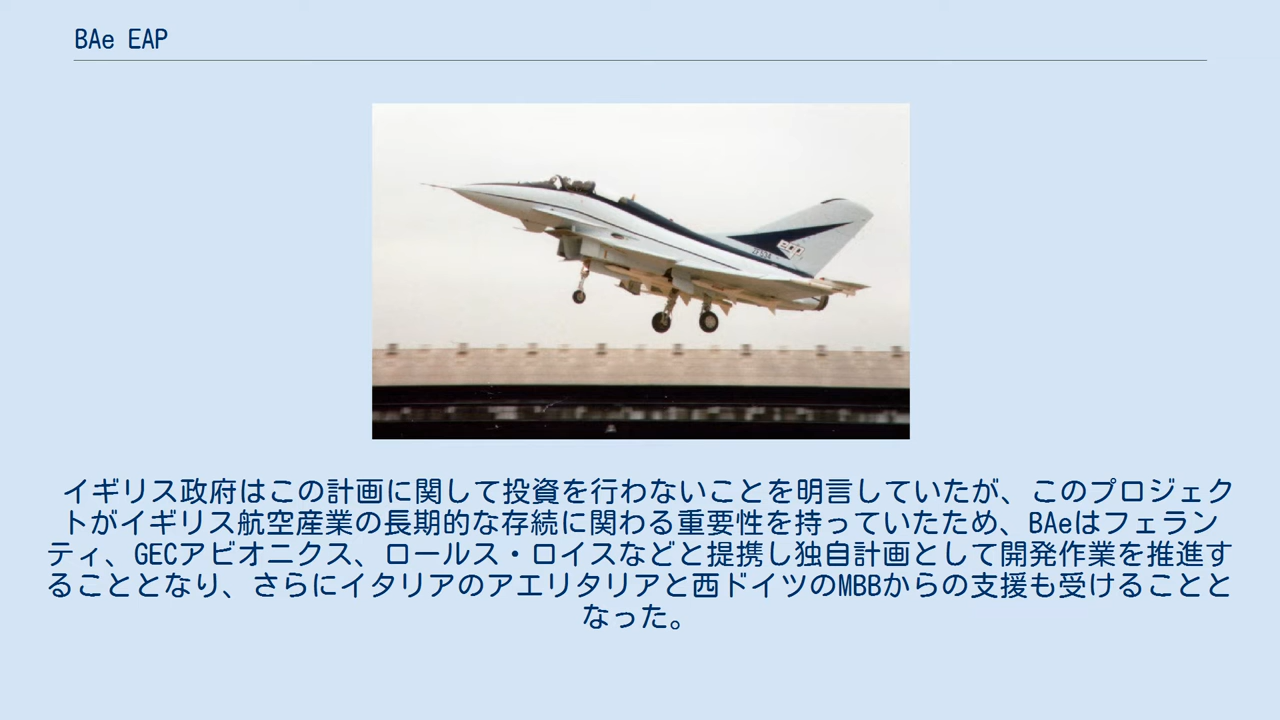 BAe EAP
eap
イギリス政府はこの計画に関して投資を行わないことを明言していたが、このプロジェク
トがイギリス航空産業の長期的な存続に関わる重要性を持っていたため、BAeはフェラン
ティ、GECアビオニクス、ロールス・ロイスなどと提携し独自計画として開発作業を推進す
ることとなり、さらにイタリアのアエリタリアと西ドイツのMBBからの支援も受けることと
なった。